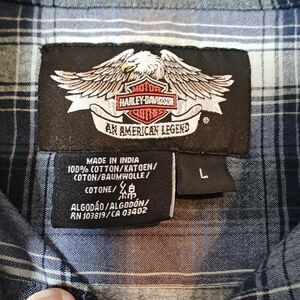 MOTOR
HARLEY-DAVIDSON
CYCLES
AN AMERICAN LEGEND
®
MADE IN INDIA
100% COTTON/KATOEN/
COTON/BAUMWOLLE/
COTONE/
ALGODÃO/ALGODÓN/
RN 103819/CA 03402
L